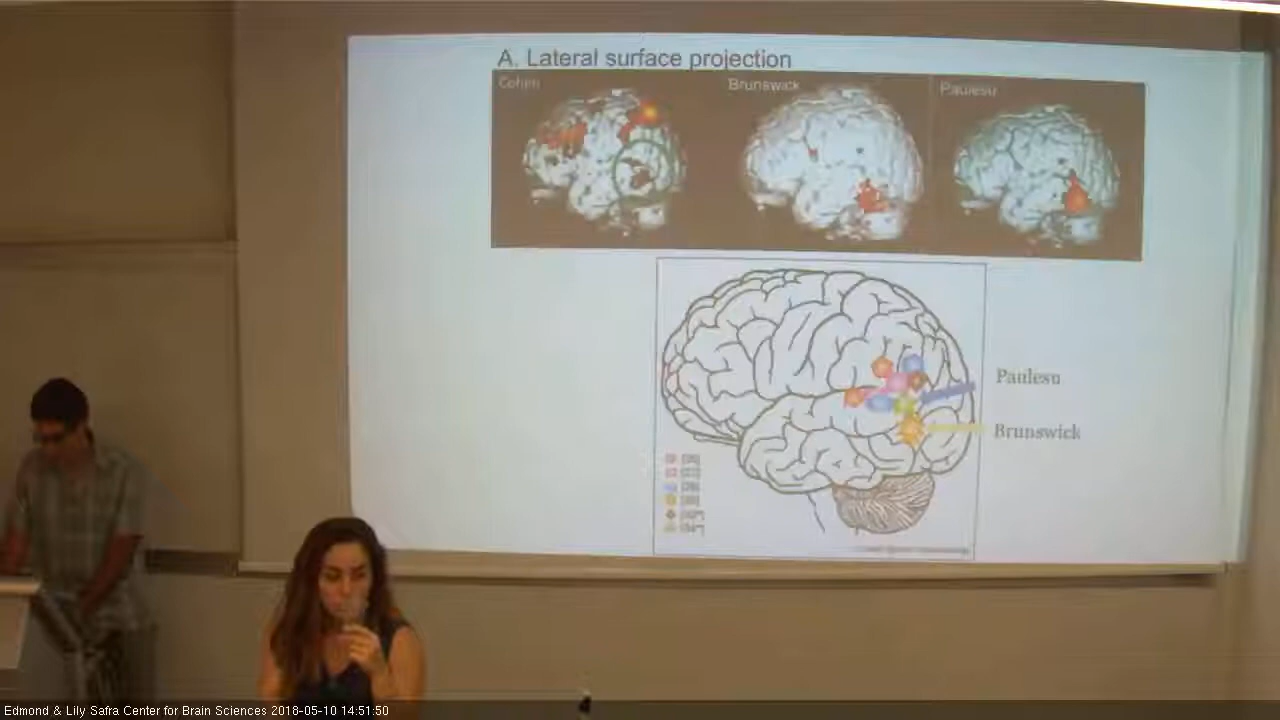 A. Lateral surface projection
Cohen
Brunswick
Paulesu
Paulesu
Brunswick
Edmond & Lily Safra Center for Brain Sciences 2018-05-10 14:51:50